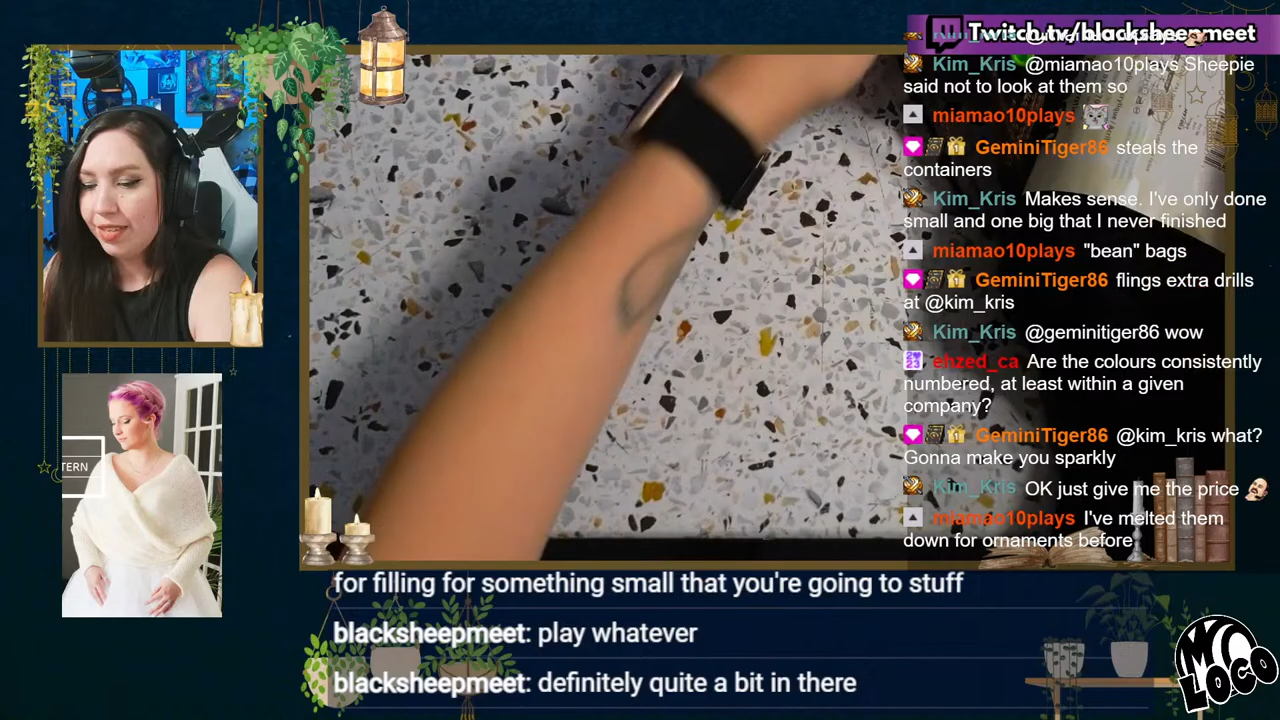 Twitch.tv/blacksheepmeet
Kim_Kris @miamao10plays Sheepie
said not to look at them so
miamao10plays
GeminiTiger86 steals the
containers
Kim_Kris Makes sense. I've only done
small and one big that I never finished
miamao10plays "bean" bags
GeminiTiger86 flings extra drills
at @kim_kris
Kim_Kris @geminitiger86 wow
ehzed_ca Are the colours consistently
numbered, at least within a given
company?
GeminiTiger86 @kim_kris what?
Gonna make you sparkly
Kim_Kris OK just give me the price
miamao10plays I've melted them
down for ornaments before
TERN
for filling for something small that you're going to stuff
blacksheepmeet: play whatever
blacksheepmeet: definitely quite a bit in there
MC
LOCO